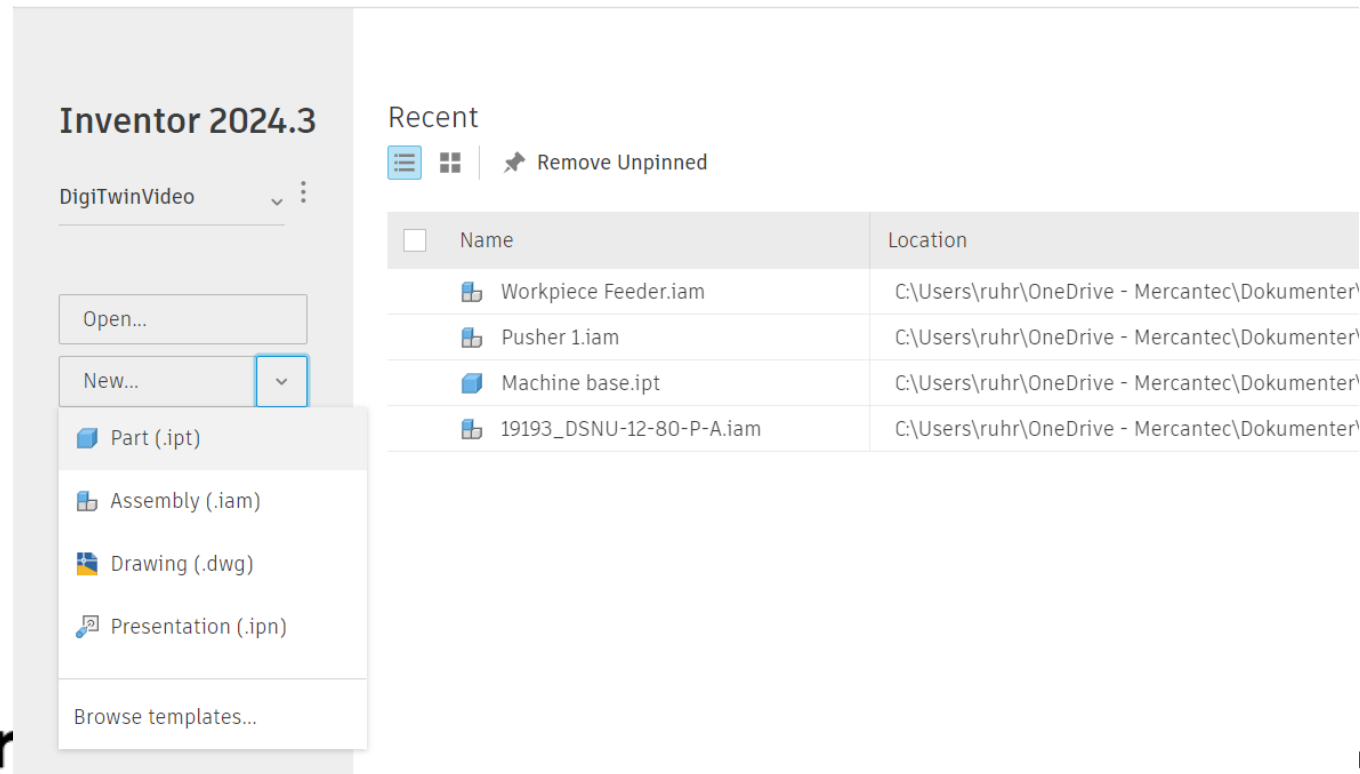 Inventor 2024.3
DigiTwinVideo
Open...
New...
Part (.ipt)
Assembly (.iam)
Drawing (.dwg)
Presentation (.ipn)
Browse templates...
Recent
Remove Unpinned
Name Location
Workpiece Feeder.iam C:\Users\ruhr\OneDrive - Mercantec\Dokumenter\
Pusher 1.iam C:\Users\ruhr\OneDrive - Mercantec\Dokumenter\
Machine base.ipt C:\Users\ruhr\OneDrive - Mercantec\Dokumenter\
19193_DSNU-12-80-P-A.iam C:\Users\ruhr\OneDrive - Mercantec\Dokumenter\